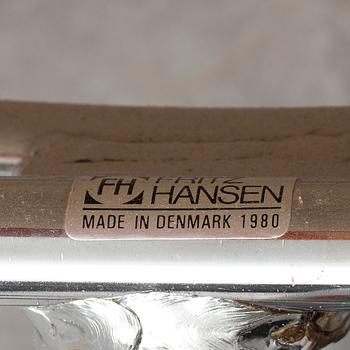 FH FRITZ
HANSEN
MADE IN DENMARK 1980